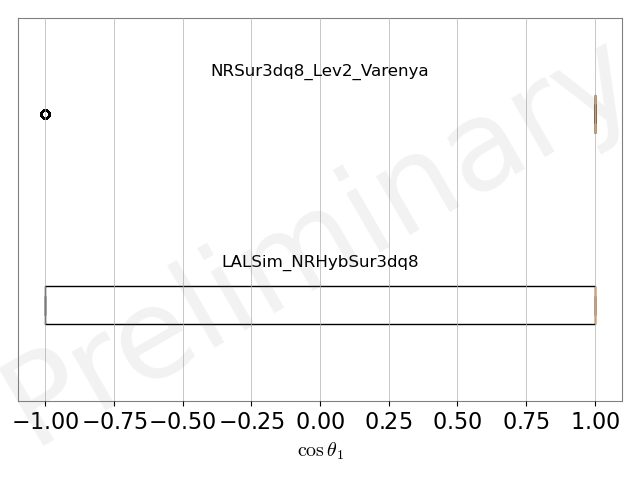 NRSur3dq8_Lev2_Varenya
LALSim_NRHybSur3dq8
Preliminary
−1.00 −0.75 −0.50 −0.25 0.00 0.25 0.50 0.75 1.00
cos θ₁